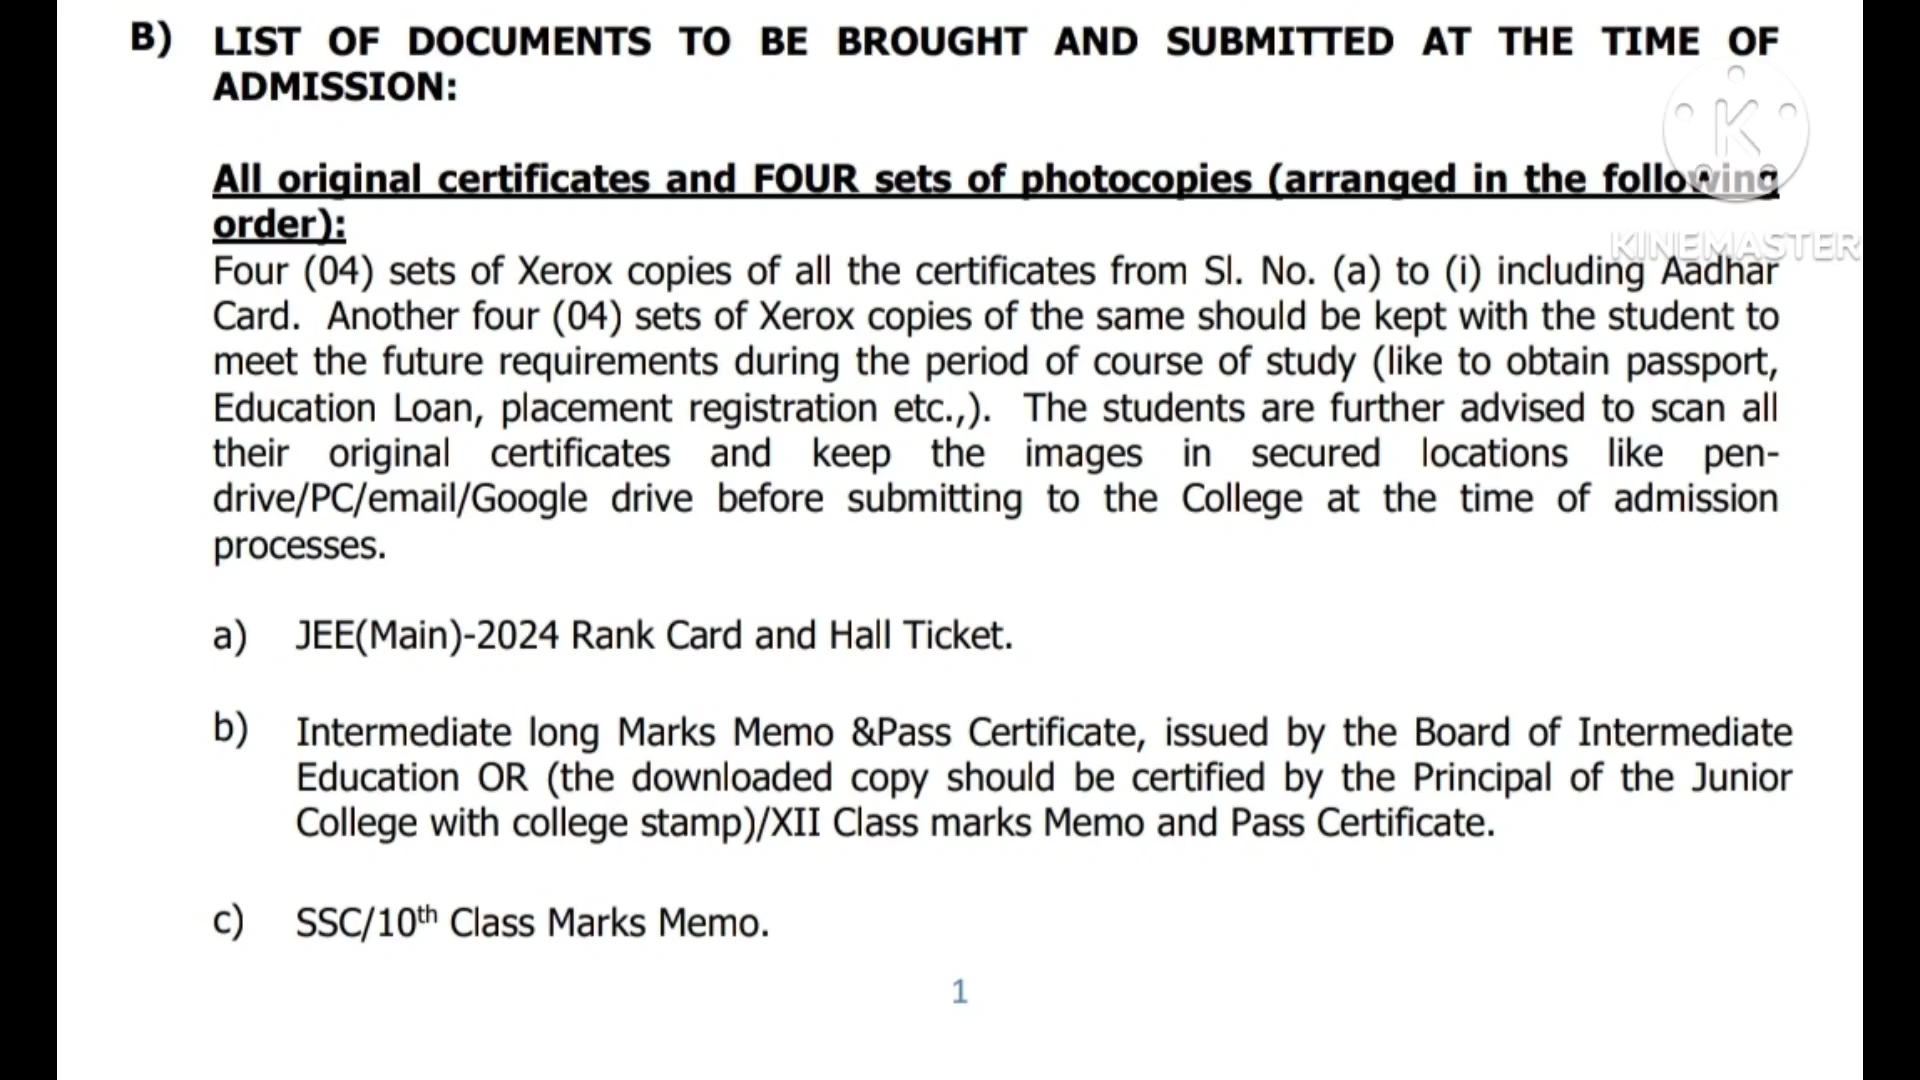 B) LIST OF DOCUMENTS TO BE BROUGHT AND SUBMITTED AT THE TIME OF
ADMISSION:
All original certificates and FOUR sets of photocopies (arranged in the following
order):
KINEMASTER
Four (04) sets of Xerox copies of all the certificates from Sl. No. (a) to (i) including Aadhar
Card. Another four (04) sets of Xerox copies of the same should be kept with the student to
meet the future requirements during the period of course of study (like to obtain passport,
Education Loan, placement registration etc.,). The students are further advised to scan all
their original certificates and keep the images in secured locations like pen-
drive/PC/email/Google drive before submitting to the College at the time of admission
processes.
a) JEE(Main)-2024 Rank Card and Hall Ticket.
b) Intermediate long Marks Memo &Pass Certificate, issued by the Board of Intermediate
Education OR (the downloaded copy should be certified by the Principal of the Junior
College with college stamp)/XII Class marks Memo and Pass Certificate.
c) SSC/10th Class Marks Memo.
1
K